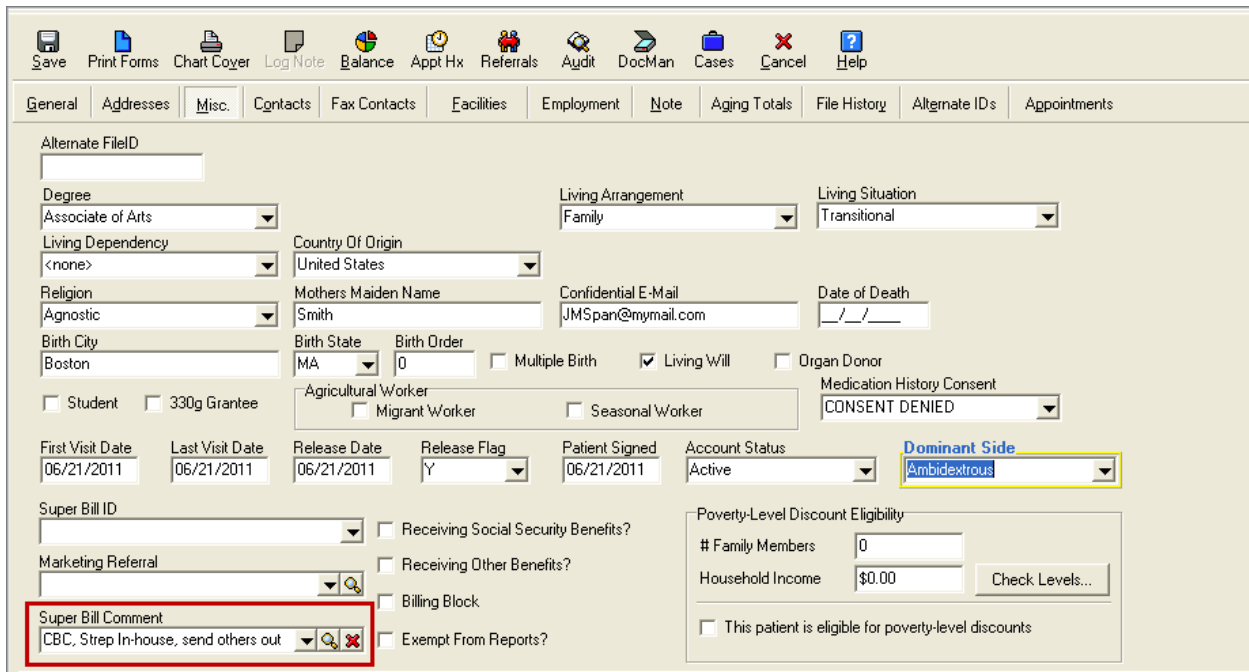 Save Print Forms Chart Cover Log Note Balance Appt Hx Referrals Audit DocMan Cases Cancel Help
General Addresses Misc. Contacts Fax Contacts Facilities Employment Note Aging Totals File History Alternate IDs Appointments
Alternate FileID
Degree Living Arrangement Living Situation
Associate of Arts Family Transitional
Living Dependency Country Of Origin
<none> United States
Religion Mothers Maiden Name Confidential E-Mail Date of Death
Agnostic Smith JMSpan@mymail.com __/__/____
Birth City Birth State Birth Order
Boston MA 0 Multiple Birth Living Will Organ Donor
Agricultural Worker Medication History Consent
Student 330g Grantee Migrant Worker Seasonal Worker CONSENT DENIED
First Visit Date Last Visit Date Release Date Release Flag Patient Signed Account Status Dominant Side
06/21/2011 06/21/2011 06/21/2011 Y 06/21/2011 Active Ambidextrous
Super Bill ID Poverty-Level Discount Eligibility
Receiving Social Security Benefits? # Family Members 0
Marketing Referral Receiving Other Benefits? Household Income $0.00 Check Levels...
Billing Block
Super Bill Comment This patient is eligible for poverty-level discounts
CBC, Strep In-house, send others out Exempt From Reports?